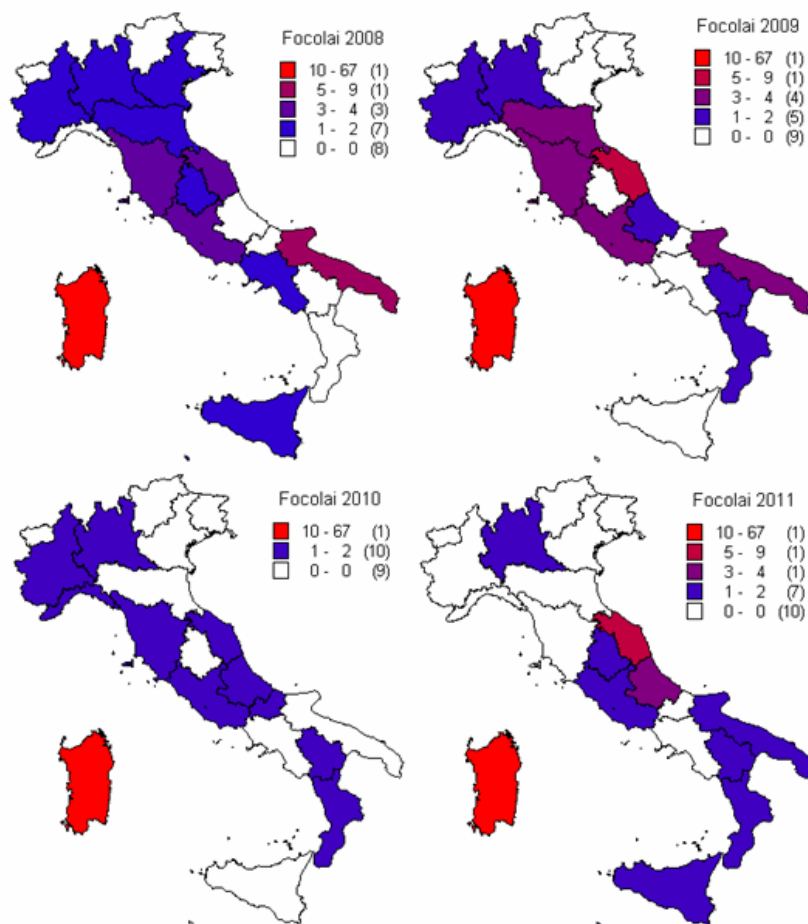 Focolai 2008
10 - 67 (1)
5 - 9 (1)
3 - 4 (3)
1 - 2 (7)
0 - 0 (8)
Focolai 2009
10 - 67 (1)
5 - 9 (1)
3 - 4 (4)
1 - 2 (5)
0 - 0 (9)
Focolai 2010
10 - 67 (1)
1 - 2 (10)
0 - 0 (9)
Focolai 2011
10 - 67 (1)
5 - 9 (1)
3 - 4 (1)
1 - 2 (7)
0 - 0 (10)